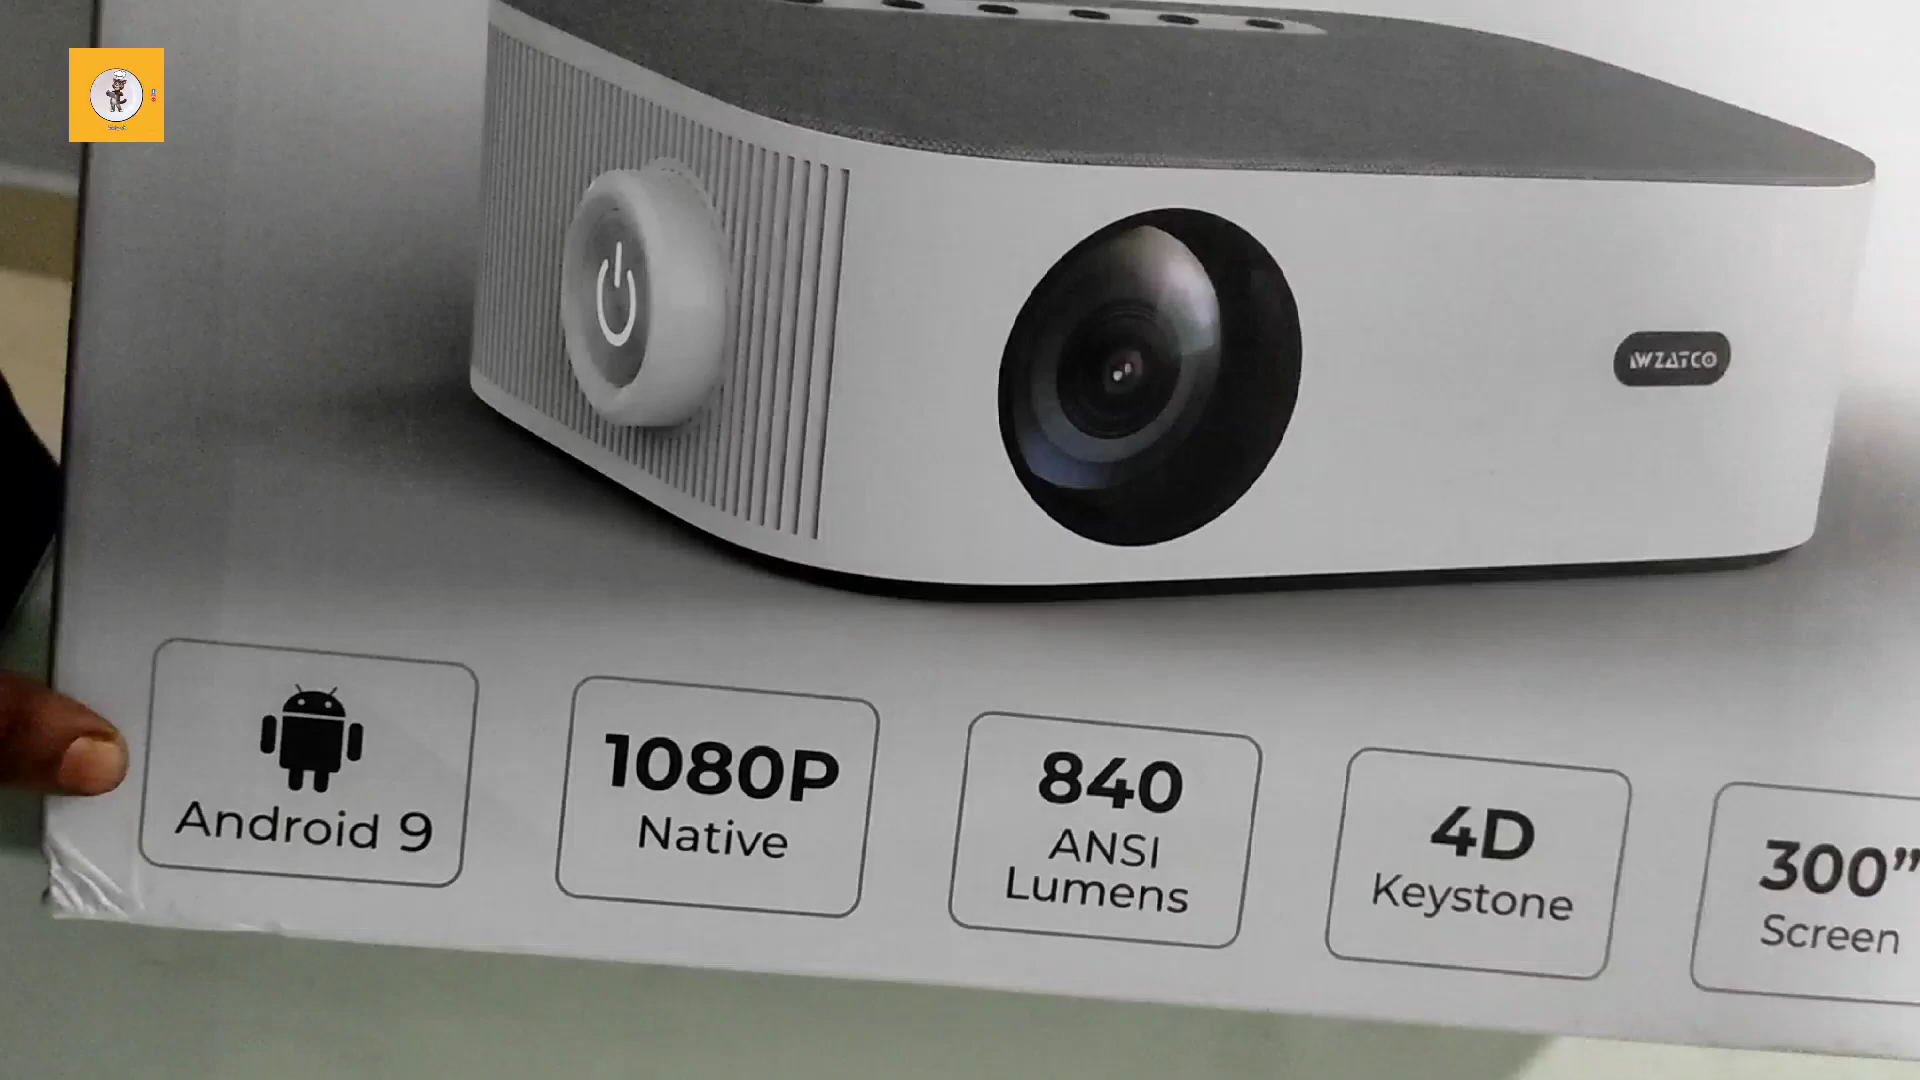 WZATCO
Android 9
1080P
Native
840
ANSI
Lumens
4D
Keystone
300”
Screen